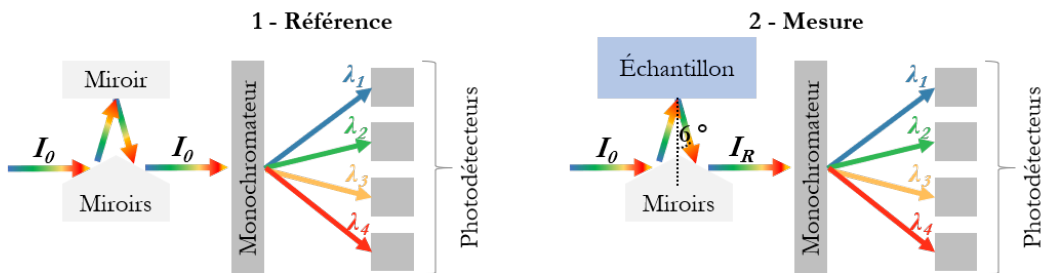 1 - Référence
Miroir
I₀
I₀
Miroirs
Monochromateur
λ₁
λ₂
λ₃
λ₄
Photodétecteurs
2 - Mesure
Échantillon
6 °
I₀
I_R
Miroirs
Monochromateur
λ₁
λ₂
λ₃
λ₄
Photodétecteurs